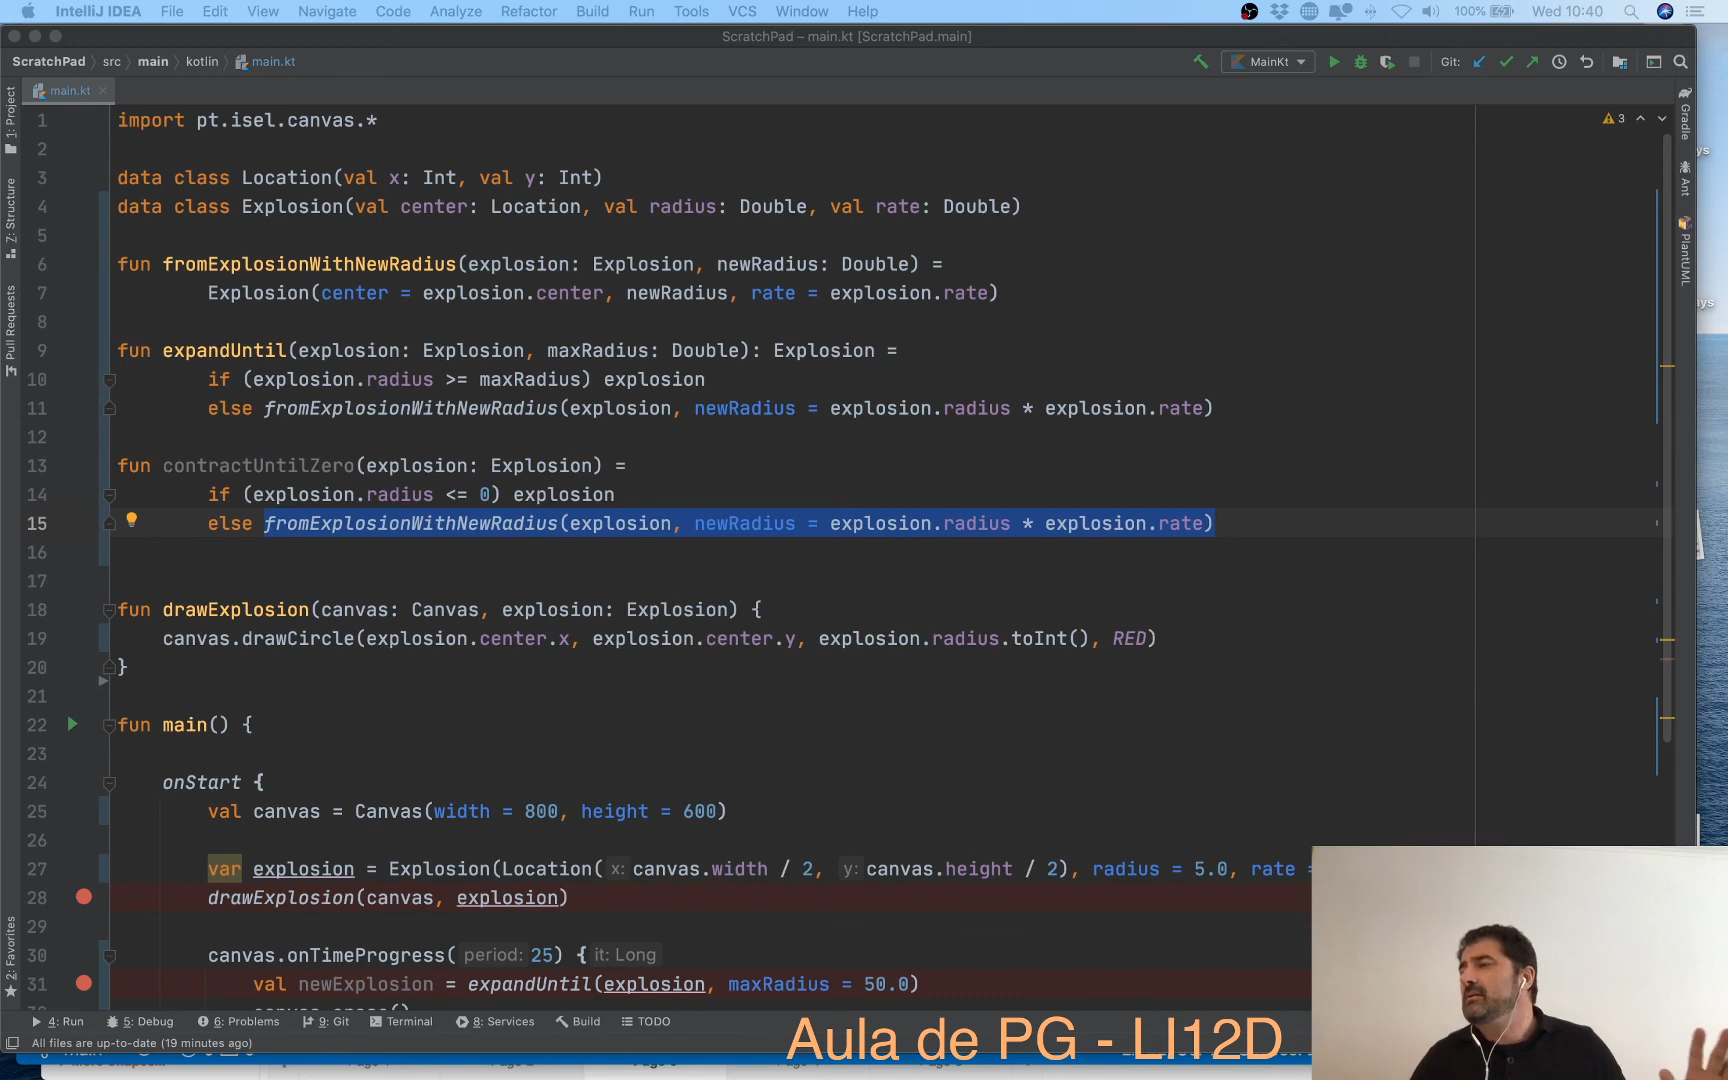 IntelliJ IDEA File Edit View Navigate Code Analyze Refactor Build Run Tools VCS Window Help 100% Wed 10:40
ScratchPad – main.kt [ScratchPad.main]
ScratchPad src main kotlin main.kt MainKt Git:
main.kt
1 import pt.isel.canvas.*
2
3 data class Location(val x: Int, val y: Int)
4 data class Explosion(val center: Location, val radius: Double, val rate: Double)
5
6 fun fromExplosionWithNewRadius(explosion: Explosion, newRadius: Double) =
7 Explosion(center = explosion.center, newRadius, rate = explosion.rate)
8
9 fun expandUntil(explosion: Explosion, maxRadius: Double): Explosion =
10 if (explosion.radius >= maxRadius) explosion
11 else fromExplosionWithNewRadius(explosion, newRadius = explosion.radius * explosion.rate)
12
13 fun contractUntilZero(explosion: Explosion) =
14 if (explosion.radius <= 0) explosion
15 else fromExplosionWithNewRadius(explosion, newRadius = explosion.radius * explosion.rate)
16
17
18 fun drawExplosion(canvas: Canvas, explosion: Explosion) {
19 canvas.drawCircle(explosion.center.x, explosion.center.y, explosion.radius.toInt(), RED)
20 }
21
22 fun main() {
23
24 onStart {
25 val canvas = Canvas(width = 800, height = 600)
26
27 var explosion = Explosion(Location( x: canvas.width / 2, y: canvas.height / 2), radius = 5.0, rate =
28 drawExplosion(canvas, explosion)
29
30 canvas.onTimeProgress( period: 25) { it: Long
31 val newExplosion = expandUntil(explosion, maxRadius = 50.0)
1: Project
Z: Structure
Pull Requests
2: Favorites
3
Gradle
Ant
PlantUML
4: Run 5: Debug 6: Problems 9: Git Terminal 8: Services Build TODO
All files are up-to-date (19 minutes ago)
Aula de PG - LI12D